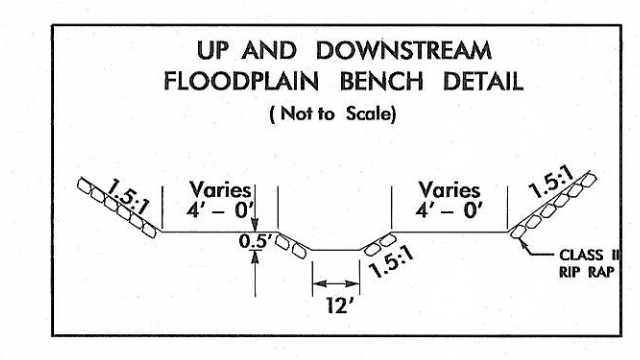 UP AND DOWNSTREAM
FLOODPLAIN BENCH DETAIL
( Not to Scale)
1.5:1
Varies
4' – 0'
Varies
4' – 0'
1.5:1
0.5'
1.5:1
12'
CLASS II
RIP RAP